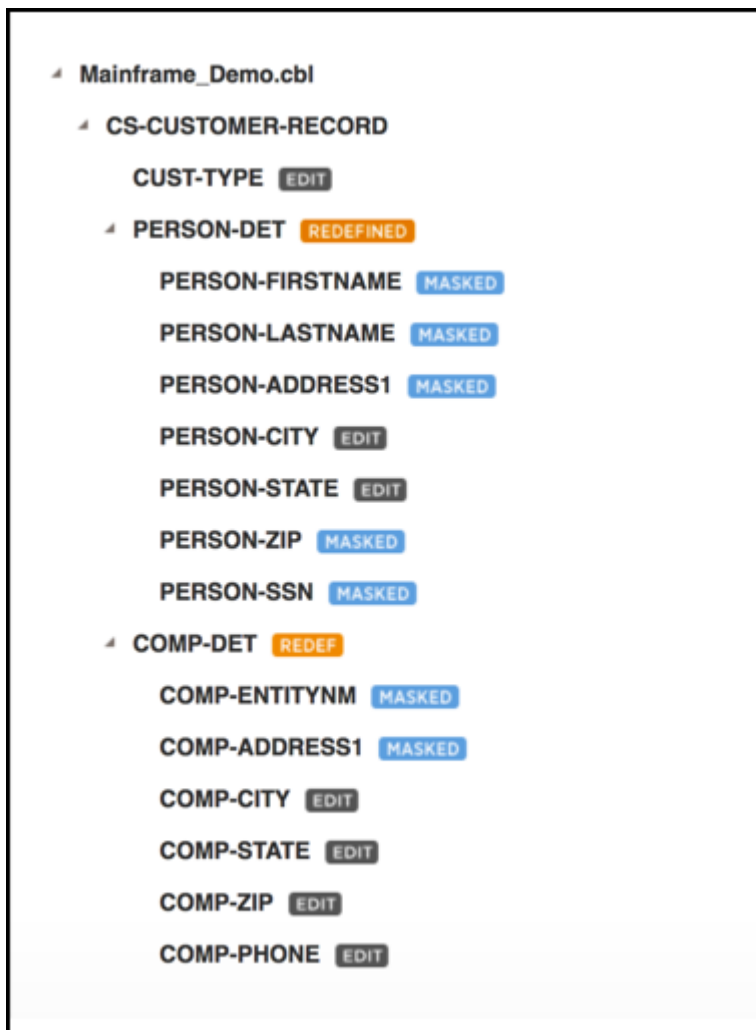 Mainframe_Demo.cbl
CS-CUSTOMER-RECORD
CUST-TYPE EDIT
PERSON-DET REDEFINED
PERSON-FIRSTNAME MASKED
PERSON-LASTNAME MASKED
PERSON-ADDRESS1 MASKED
PERSON-CITY EDIT
PERSON-STATE EDIT
PERSON-ZIP MASKED
PERSON-SSN MASKED
COMP-DET REDEF
COMP-ENTITYNM MASKED
COMP-ADDRESS1 MASKED
COMP-CITY EDIT
COMP-STATE EDIT
COMP-ZIP EDIT
COMP-PHONE EDIT